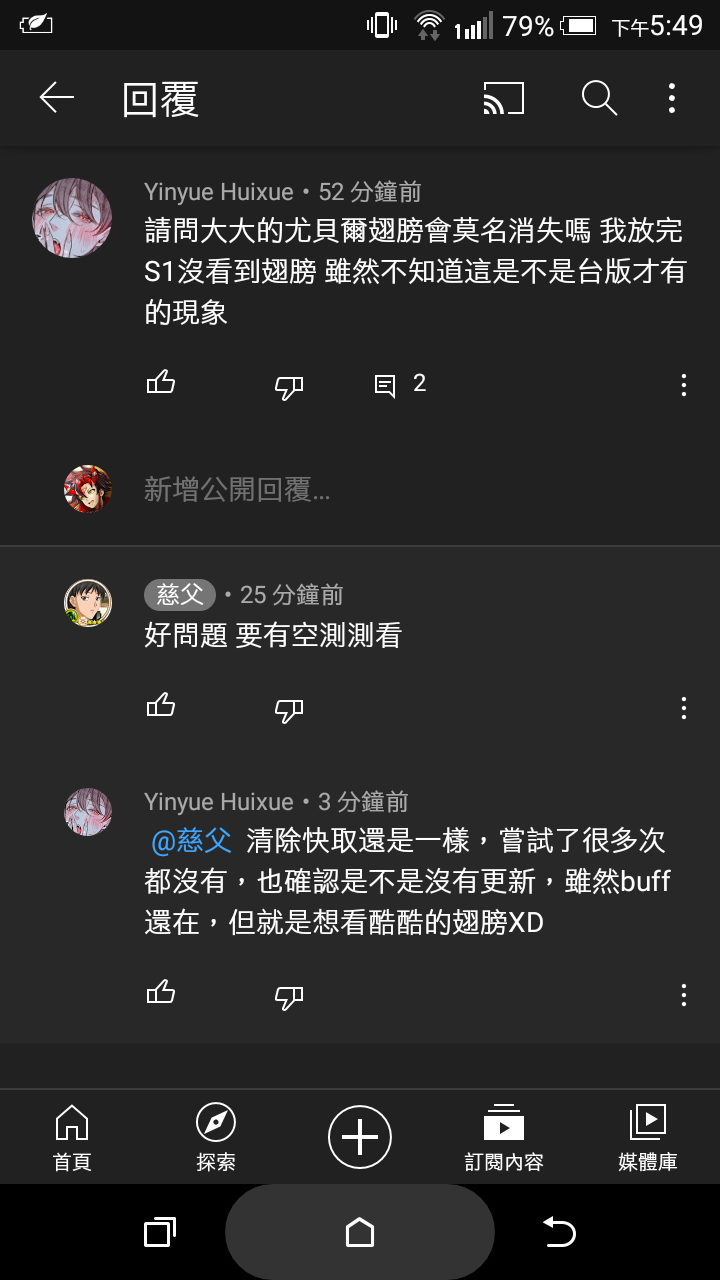 79% 下午5:49
回覆
Yinyue Huixue • 52 分鐘前
請問大大的尤貝爾翅膀會莫名消失嗎 我放完
S1沒看到翅膀 雖然不知道這是不是台版才有
的現象
2
新增公開回覆...
慈父 • 25 分鐘前
好問題 要有空測測看
Yinyue Huixue • 3 分鐘前
@慈父 清除快取還是一樣，嘗試了很多次
都沒有，也確認是不是沒有更新，雖然buff
還在，但就是想看酷酷的翅膀XD
首頁 探索 訂閱內容 媒體庫